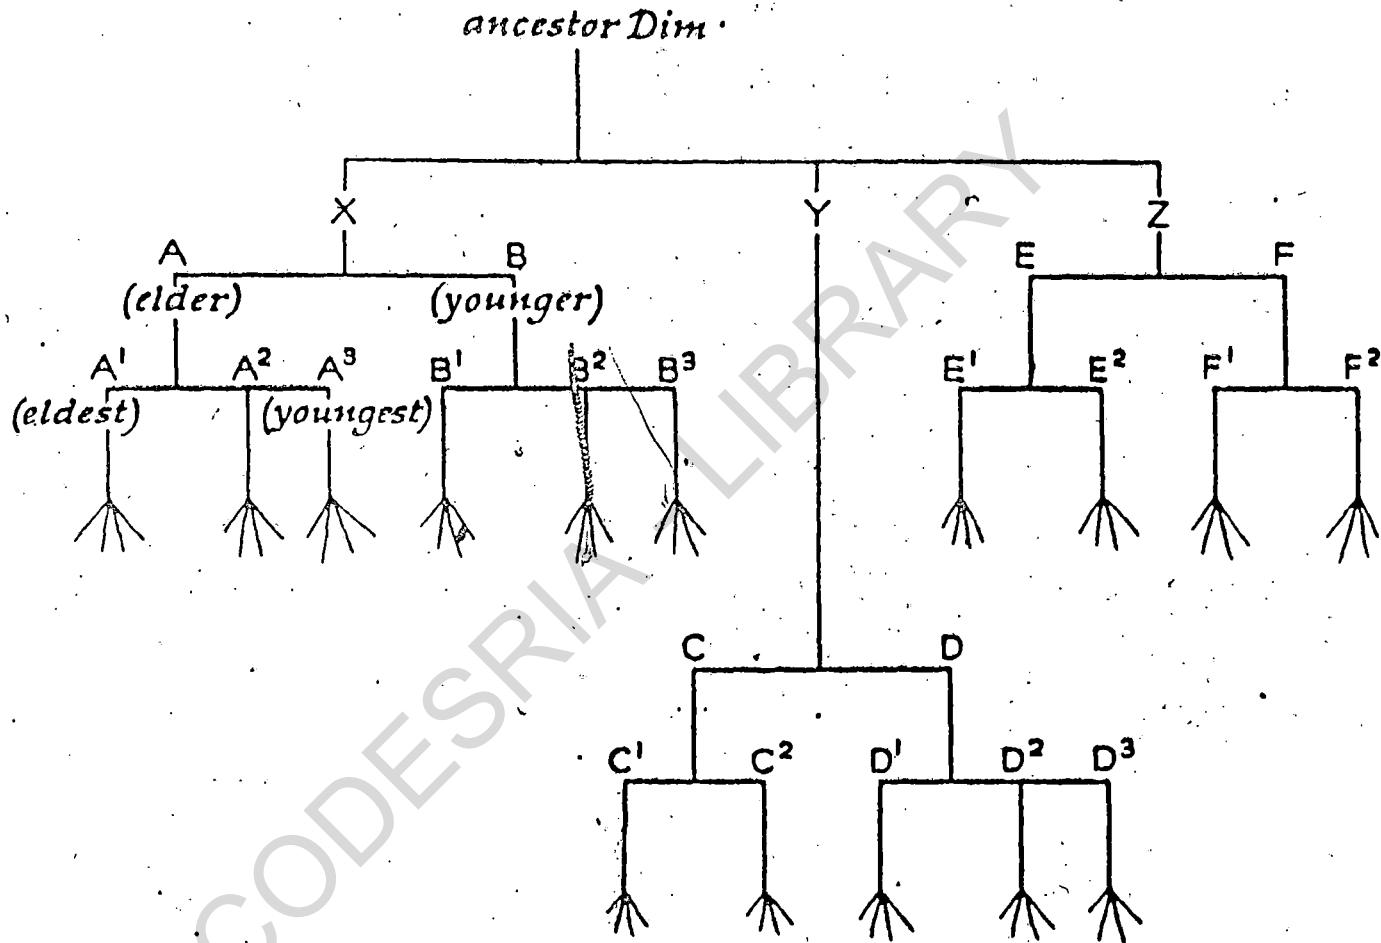 ancestor Dim
X Y Z
A B E F
(elder) (younger)
A¹ A² A³ B¹ B² B³ E¹ E² F¹ F²
(eldest) (youngest)
C D
C¹ C² D¹ D² D³
CODESRIA - LIBRARY